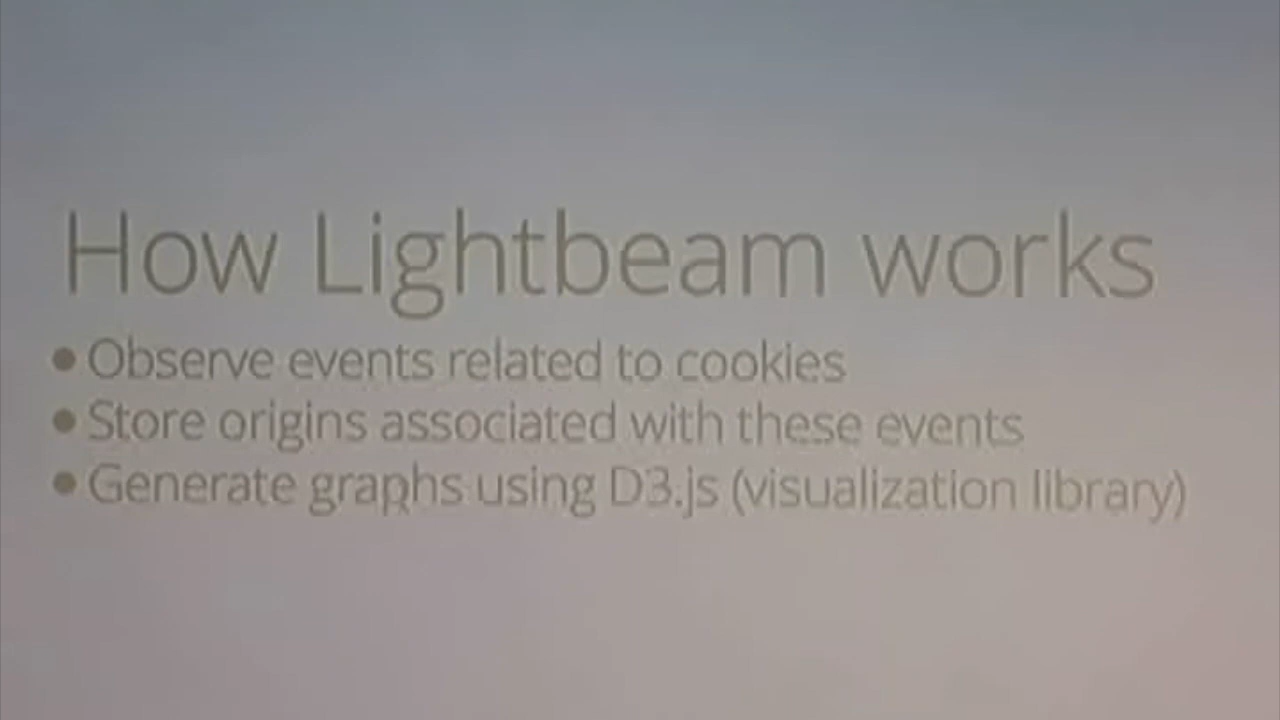 How Lightbeam works
• Observe events related to cookies
• Store origins associated with these events
• Generate graphs using D3.js (visualization library)